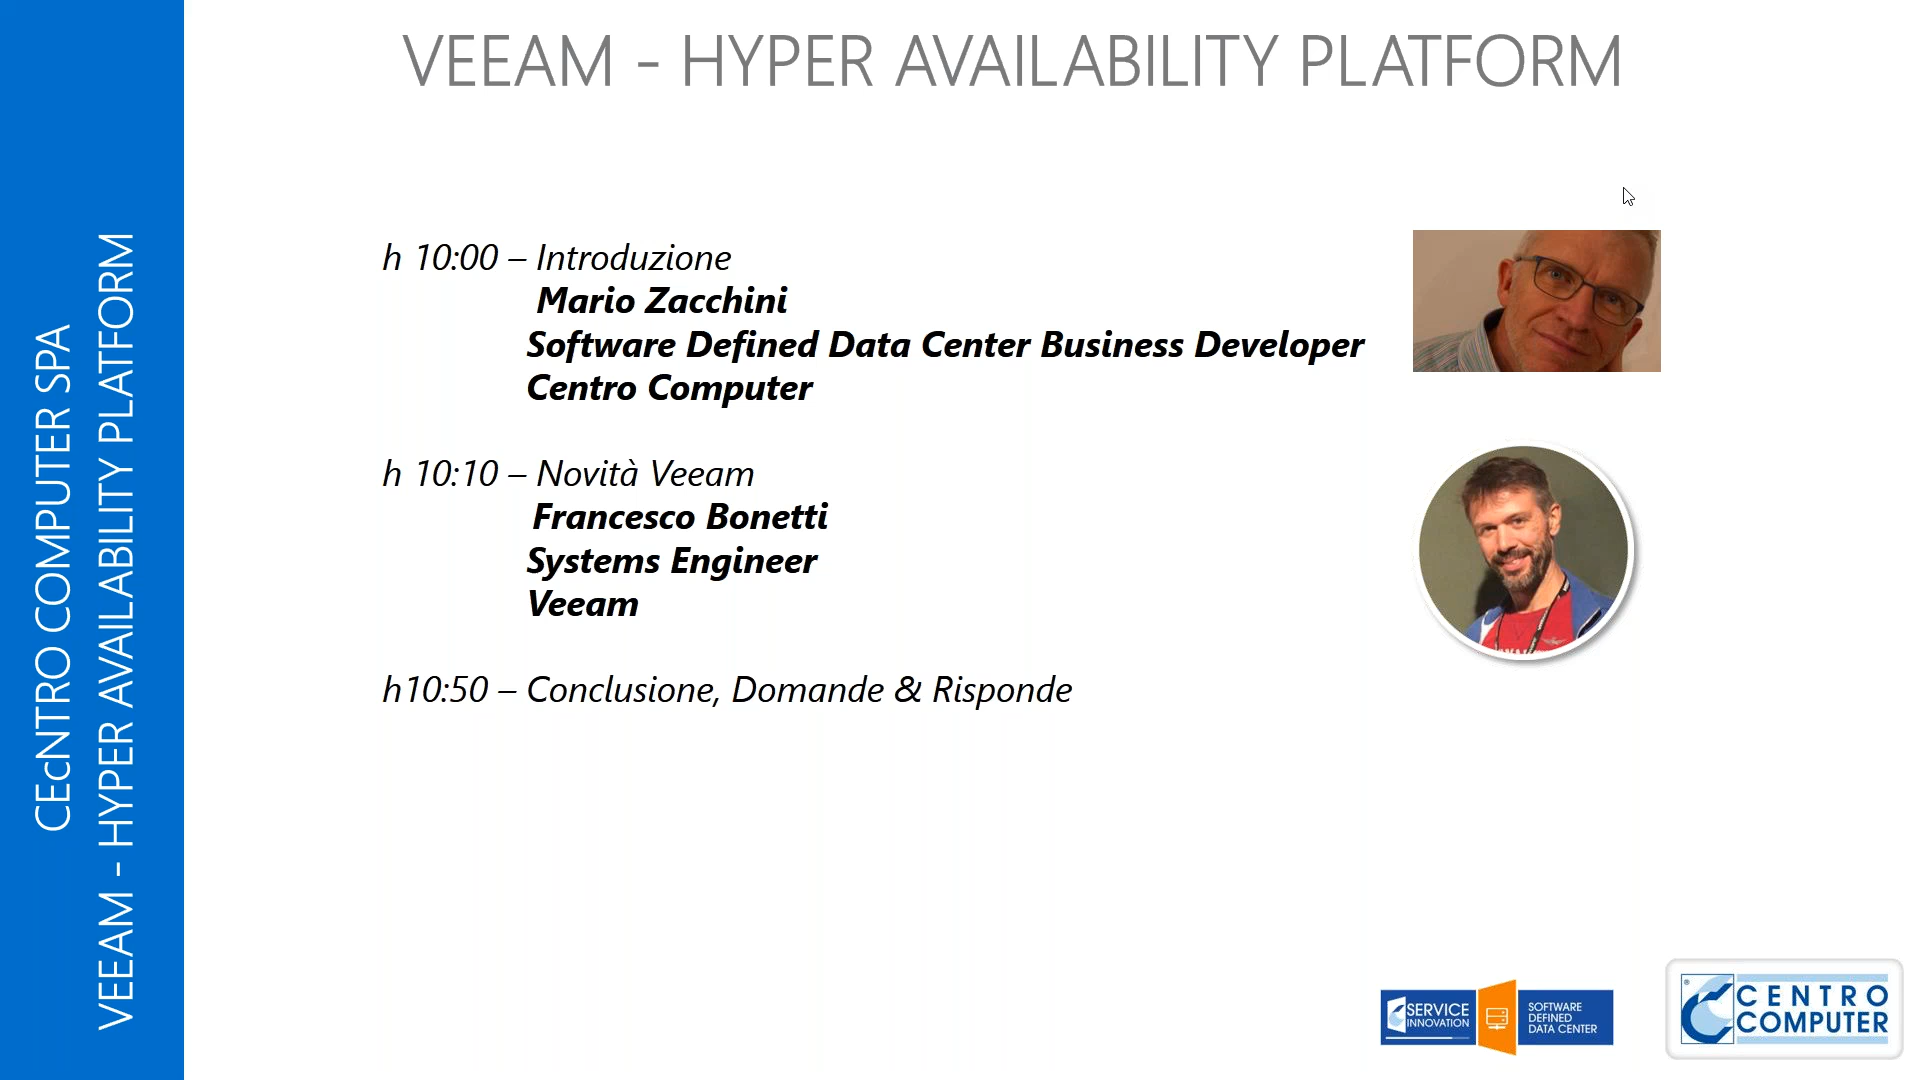 VEEAM - HYPER AVAILABILITY PLATFORM
CEcNTRO COMPUTER SPA
VEEAM - HYPER AVAILABILITY PLATFORM
h 10:00 – Introduzione
Mario Zacchini
Software Defined Data Center Business Developer
Centro Computer
h 10:10 – Novità Veeam
Francesco Bonetti
Systems Engineer
Veeam
h10:50 – Conclusione, Domande & Risponde
SERVICE
INNOVATION
SOFTWARE
DEFINED
DATA CENTER
®
CENTRO
COMPUTER